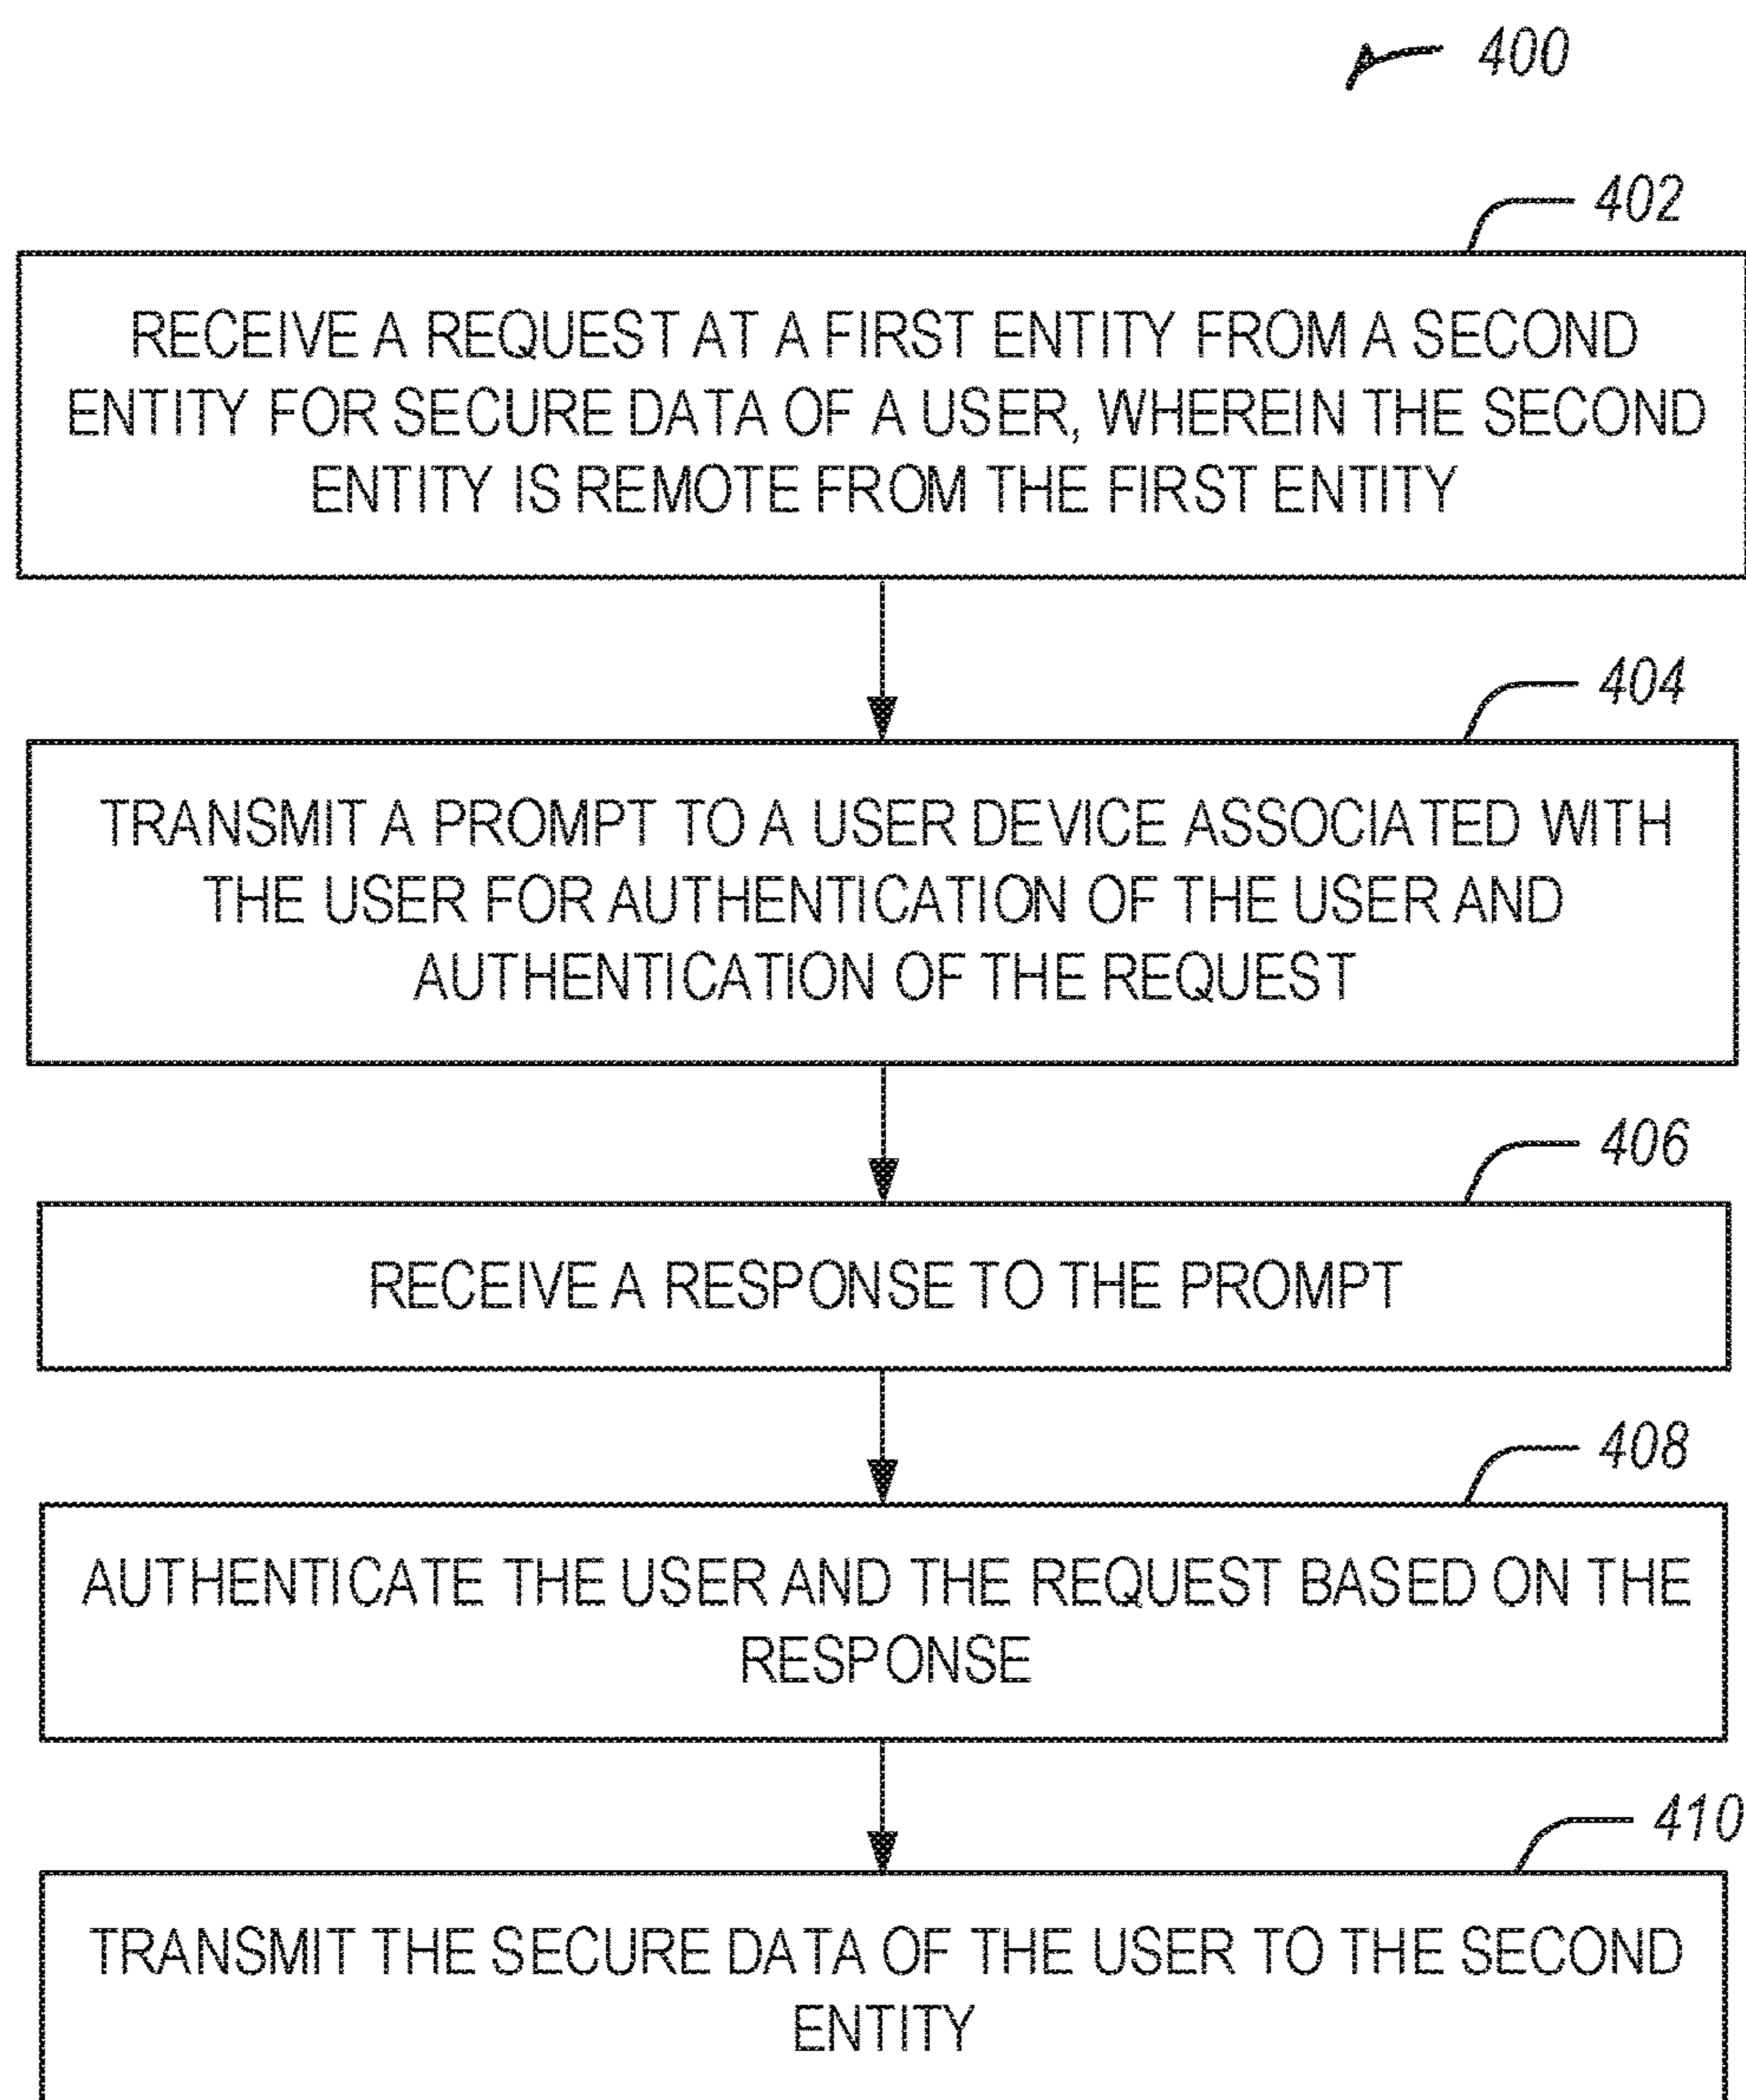 400
402
RECEIVE A REQUEST AT A FIRST ENTITY FROM A SECOND
ENTITY FOR SECURE DATA OF A USER, WHEREIN THE SECOND
ENTITY IS REMOTE FROM THE FIRST ENTITY
404
TRANSMIT A PROMPT TO A USER DEVICE ASSOCIATED WITH
THE USER FOR AUTHENTICATION OF THE USER AND
AUTHENTICATION OF THE REQUEST
406
RECEIVE A RESPONSE TO THE PROMPT
408
AUTHENTICATE THE USER AND THE REQUEST BASED ON THE
RESPONSE
410
TRANSMIT THE SECURE DATA OF THE USER TO THE SECOND
ENTITY